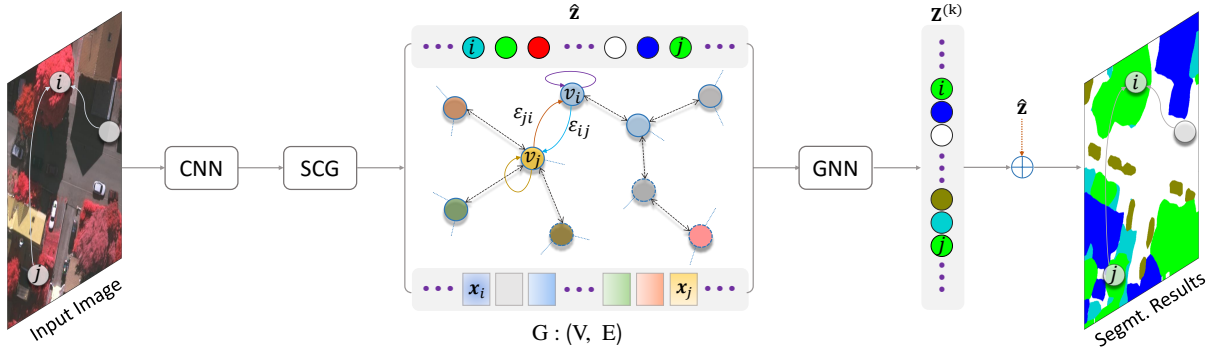 ẑ
Z^(k)
i
j
i
j
Input Image
CNN
SCG
v_i
ε_ji
ε_ij
v_j
x_i
x_j
G : (V, E)
GNN
i
j
ẑ
i
j
Segmt. Results